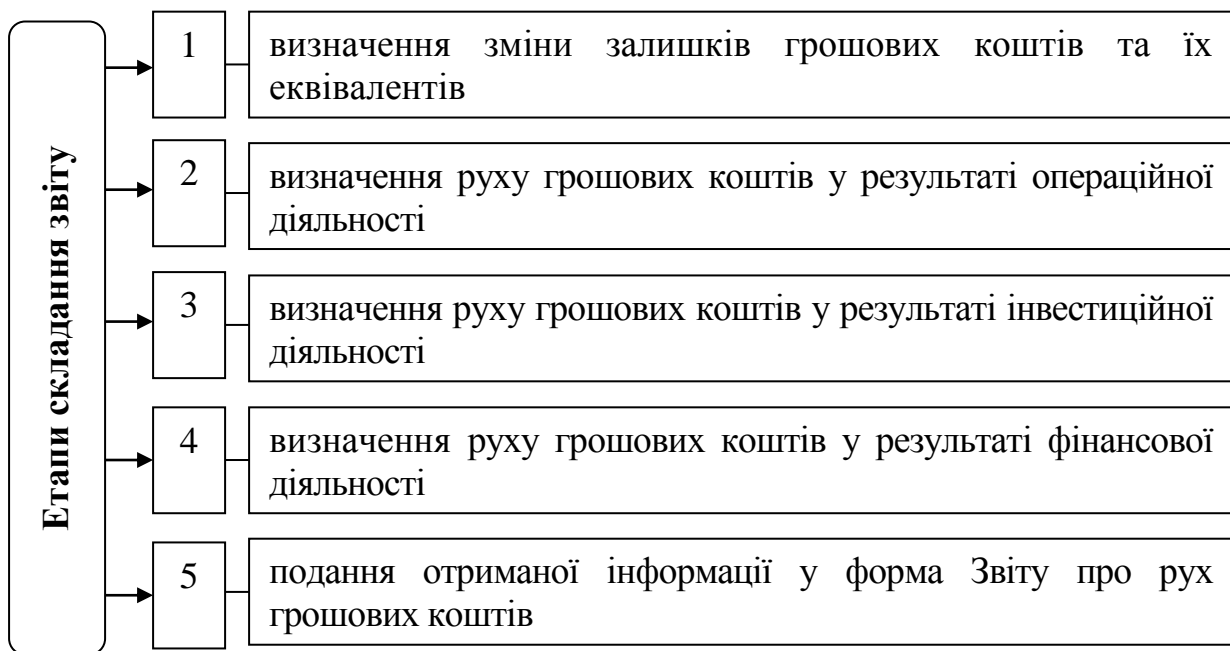 Етапи складання звіту
1
визначення зміни залишків грошових коштів та їх
еквівалентів
2
визначення руху грошових коштів у результаті операційної
діяльності
3
визначення руху грошових коштів у результаті інвестиційної
діяльності
4
визначення руху грошових коштів у результаті фінансової
діяльності
5
подання отриманої інформації у форма Звіту про рух
грошових коштів